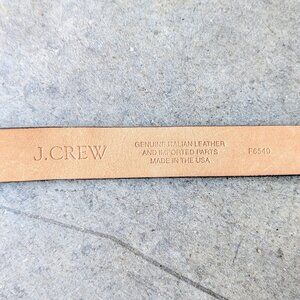 J.CREW
GENUINE ITALIAN LEATHER
AND IMPORTED PARTS
MADE IN THE USA
F6540